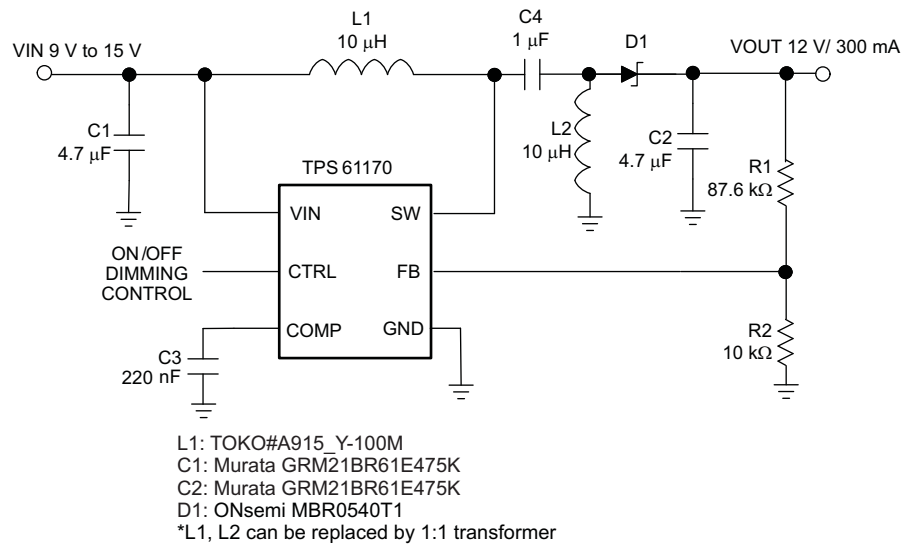 L1
10 μH
C4
1 μF
D1
VIN 9 V to 15 V
VOUT 12 V/ 300 mA
C1
4.7 μF
L2
10 μH
C2
4.7 μF
R1
87.6 kΩ
TPS 61170
VIN
SW
ON/OFF
DIMMING
CONTROL
CTRL
FB
COMP
GND
C3
220 nF
R2
10 kΩ
L1: TOKO#A915_Y-100M
C1: Murata GRM21BR61E475K
C2: Murata GRM21BR61E475K
D1: ONsemi MBR0540T1
*L1, L2 can be replaced by 1:1 transformer